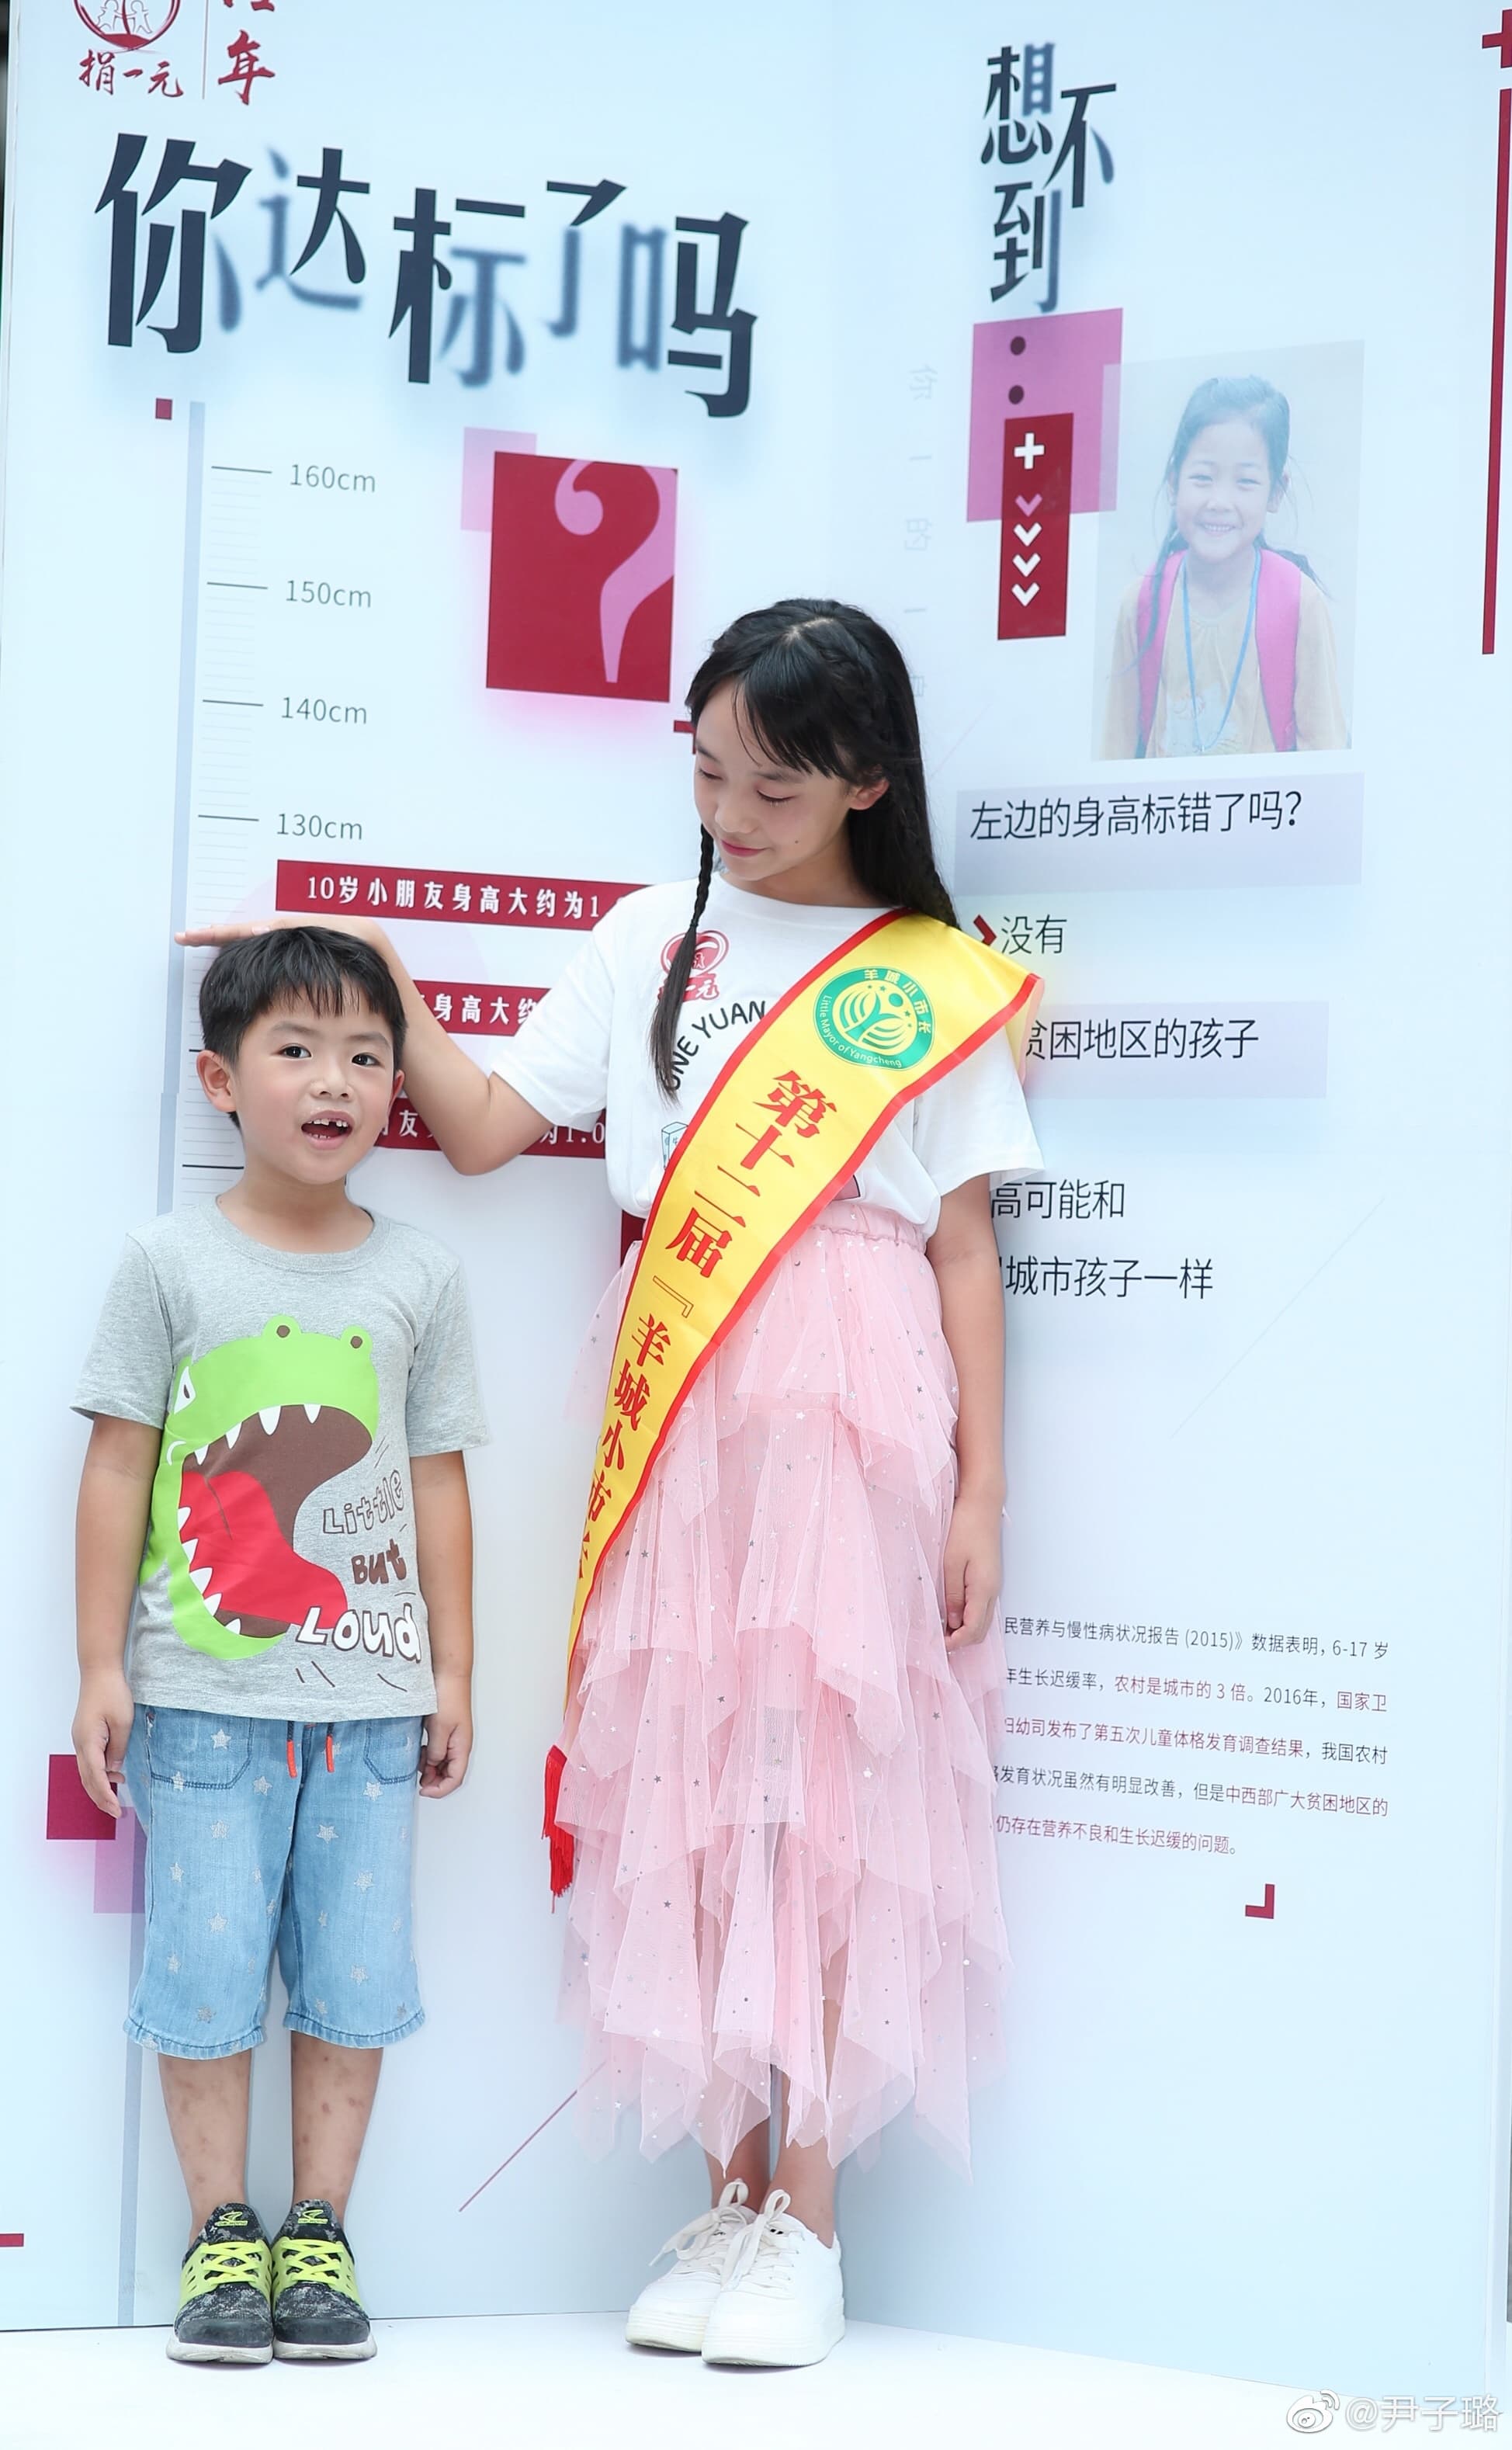 捐一元
年
你达标了吗
160cm
150cm
140cm
130cm
10岁小朋友身高大约为1.
身高大约
友
为1.0
ONE YUAN
羊城小市长
Little Mayor of Yangcheng
第十二届『羊城小市
Little
But
Loud
想不到
左边的身高标错了吗?
没有
贫困地区的孩子
高可能和
城市孩子一样
民营养与慢性病状况报告 (2015)》数据表明, 6-17 岁
年生长迟缓率, 农村是城市的 3 倍。2016年, 国家卫
妇幼司发布了第五次儿童体格发育调查结果, 我国农村
发育状况虽然有明显改善, 但是中西部广大贫困地区的
仍存在营养不良和生长迟缓的问题。
@尹子璐